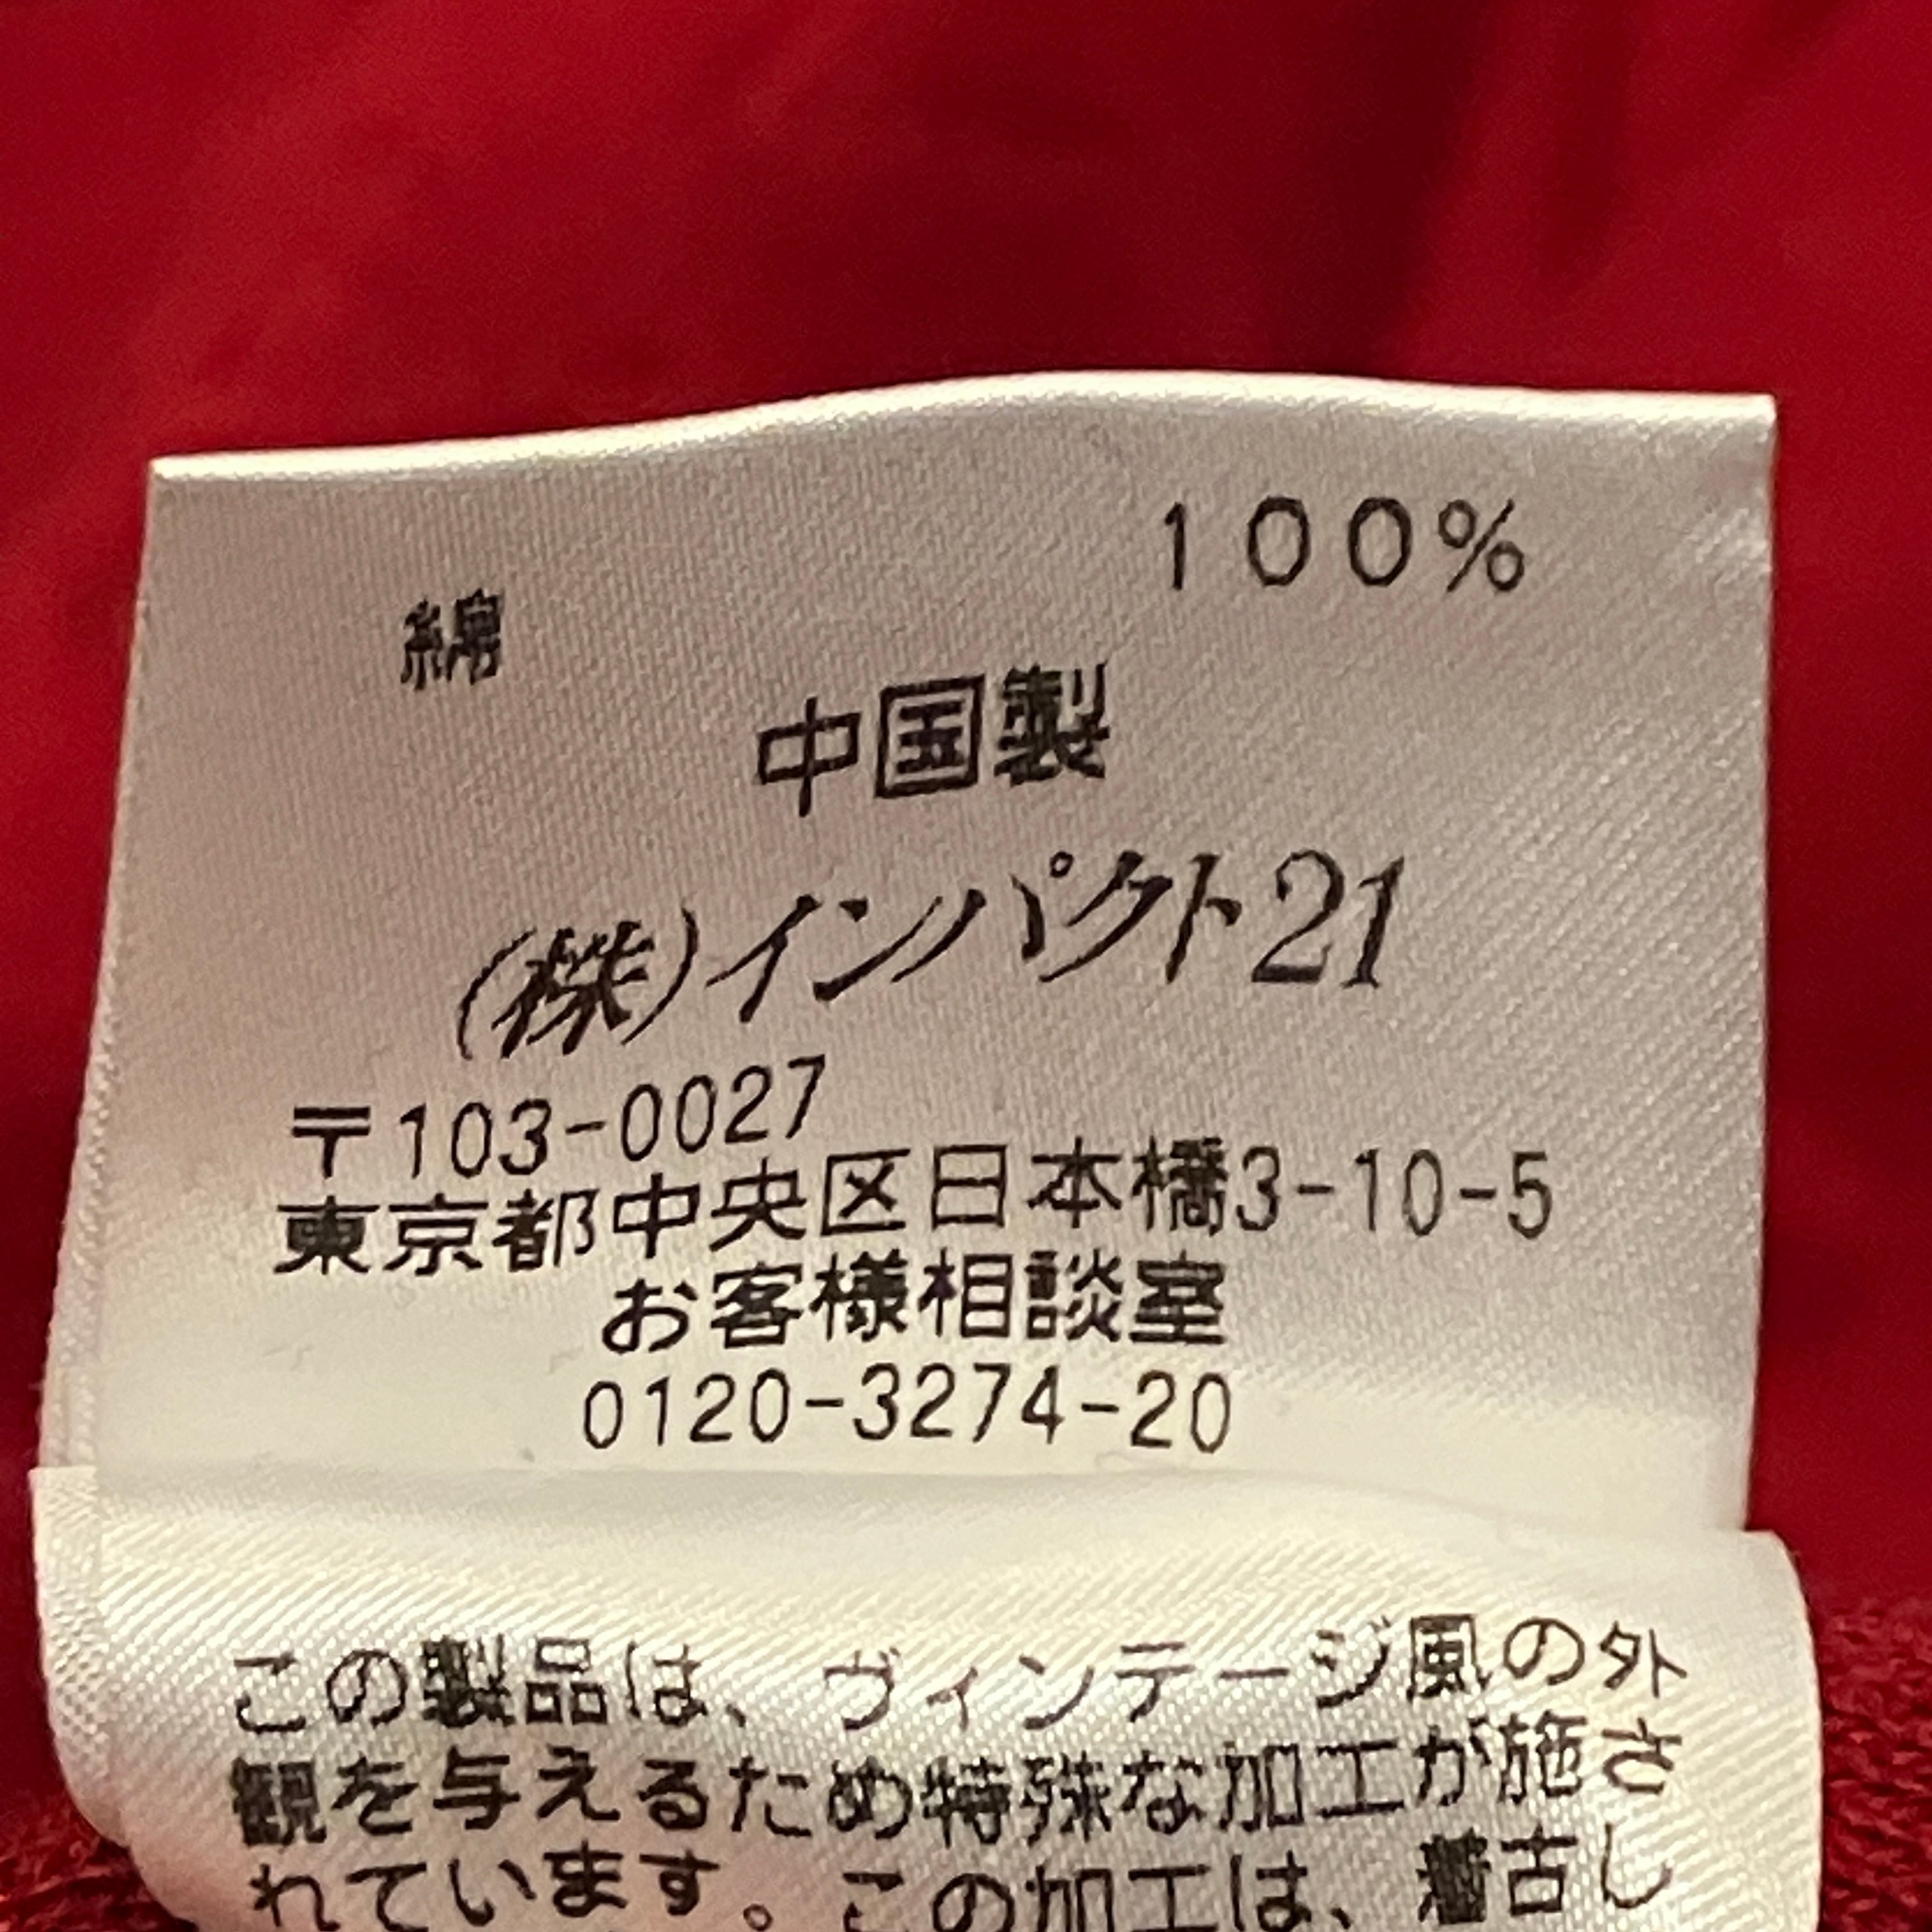 綿 100%
中国製
(株)インパクト21
〒103-0027
東京都中央区日本橋3-10-5
お客様相談室
0120-3274-20
この製品は、ヴィンテージ風の外
観を与えるため特殊な加工が施さ
れています。この加工は、着古し